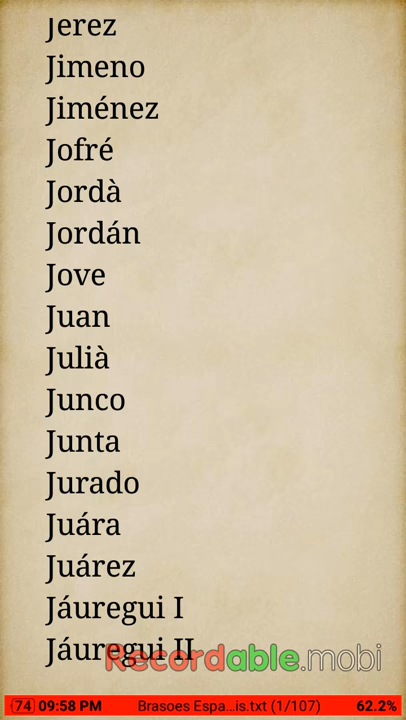 Jerez
Jimeno
Jiménez
Jofré
Jordà
Jordán
Jove
Juan
Julià
Junco
Junta
Jurado
Juára
Juárez
Jáuregui I
Jáuregui II
Recordable.mobi
74 09:58 PM Brasoes Espa...is.txt (1/107) 62.2%